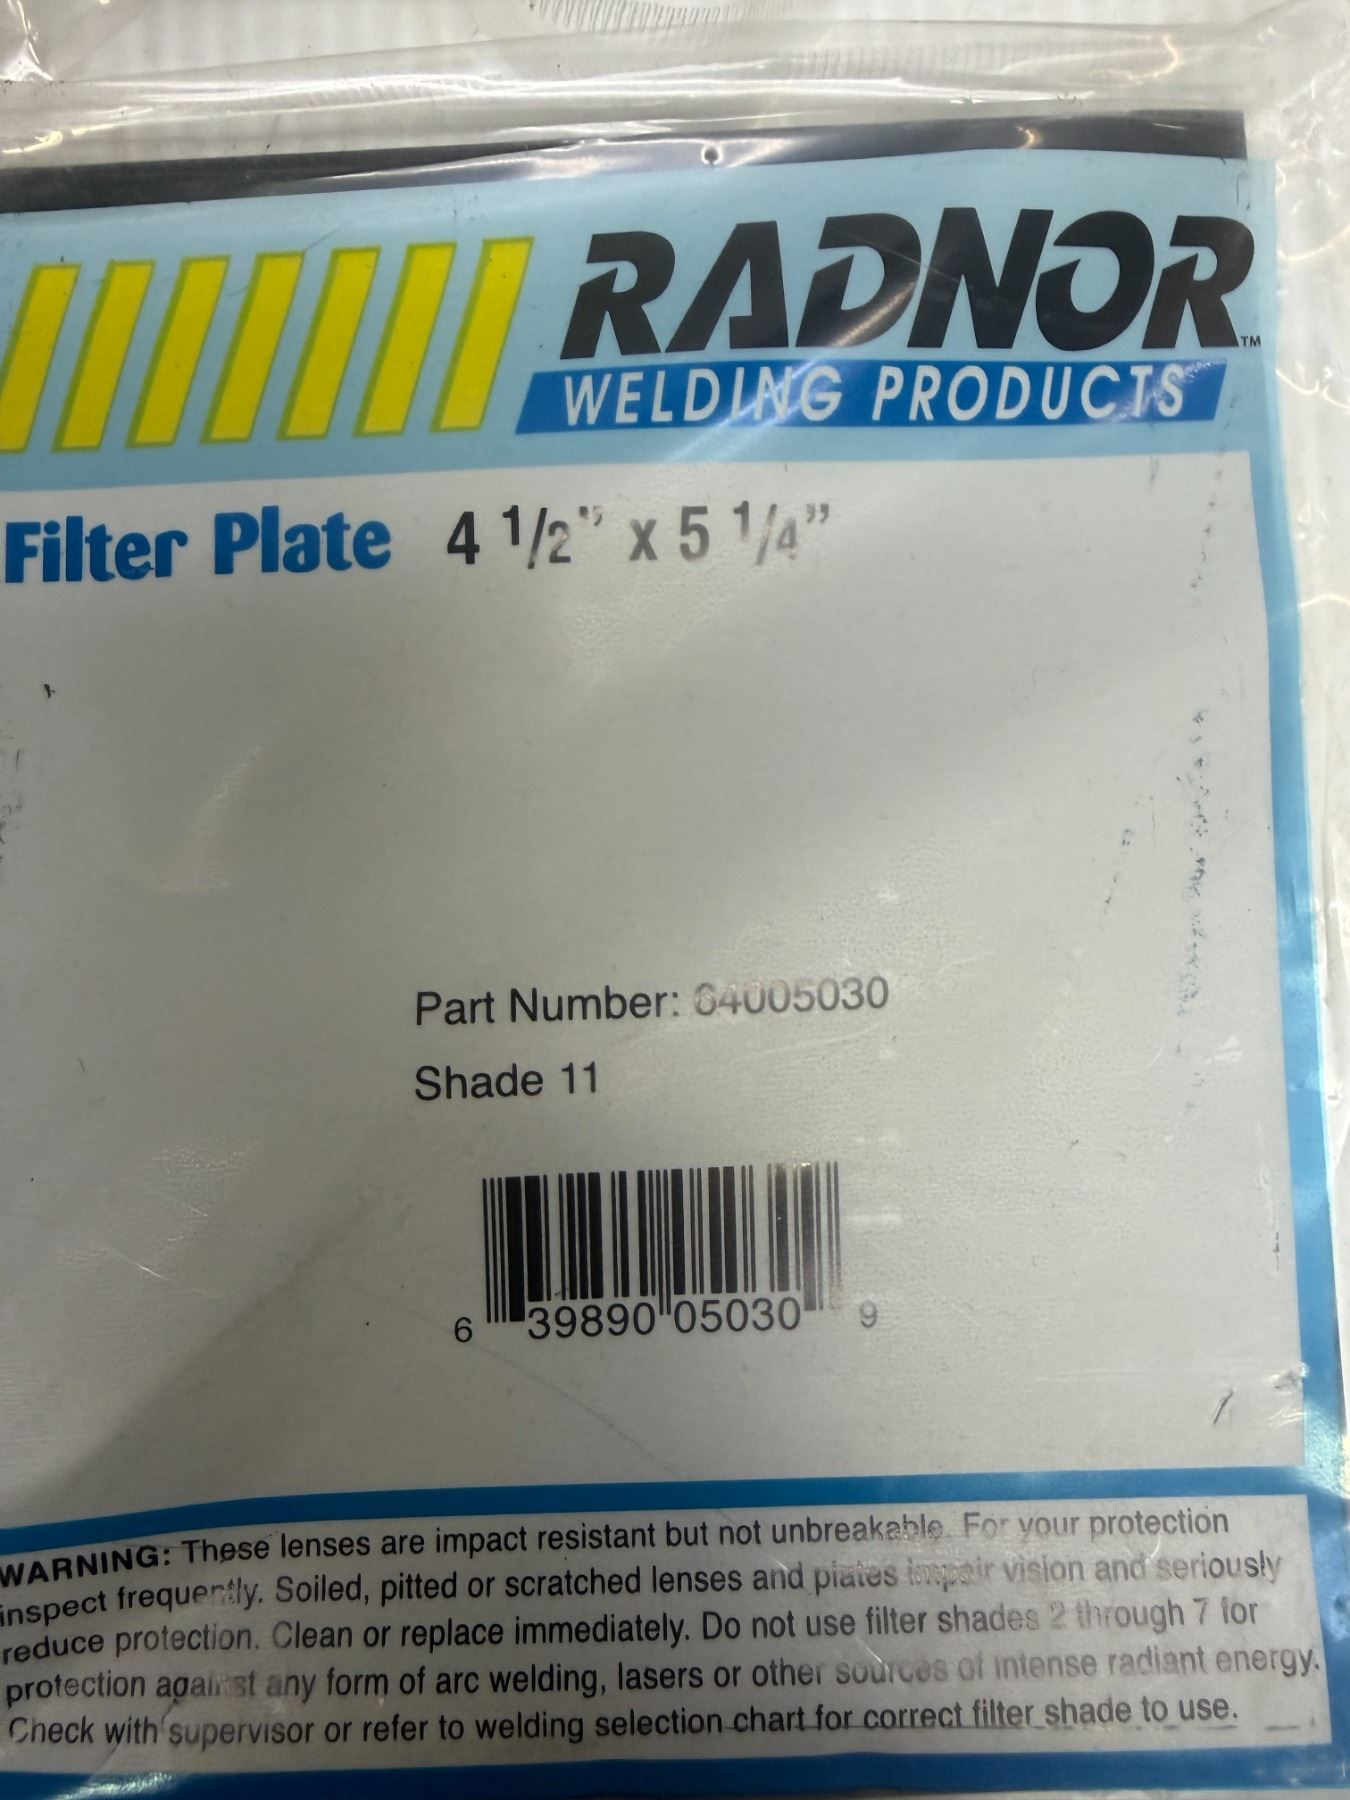 RADNOR™
WELDING PRODUCTS
Filter Plate 4 1/2" x 5 1/4"
Part Number: 64005030
Shade 11
6 39890 05030 9
WARNING: These lenses are impact resistant but not unbreakable. For your protection
inspect frequently. Soiled, pitted or scratched lenses and plates impair vision and seriously
reduce protection. Clean or replace immediately. Do not use filter shades 2 through 7 for
protection against any form of arc welding, lasers or other sources of intense radiant energy.
Check with supervisor or refer to welding selection chart for correct filter shade to use.